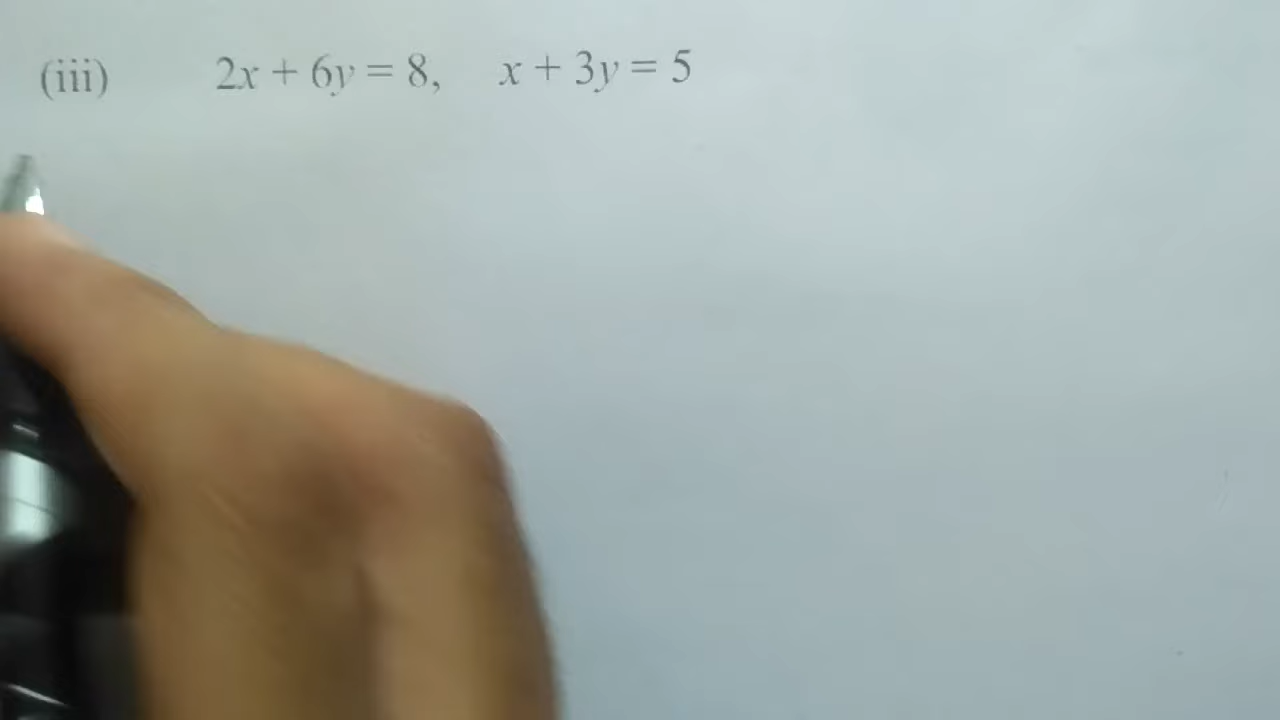 (iii) 2x + 6y = 8, x + 3y = 5